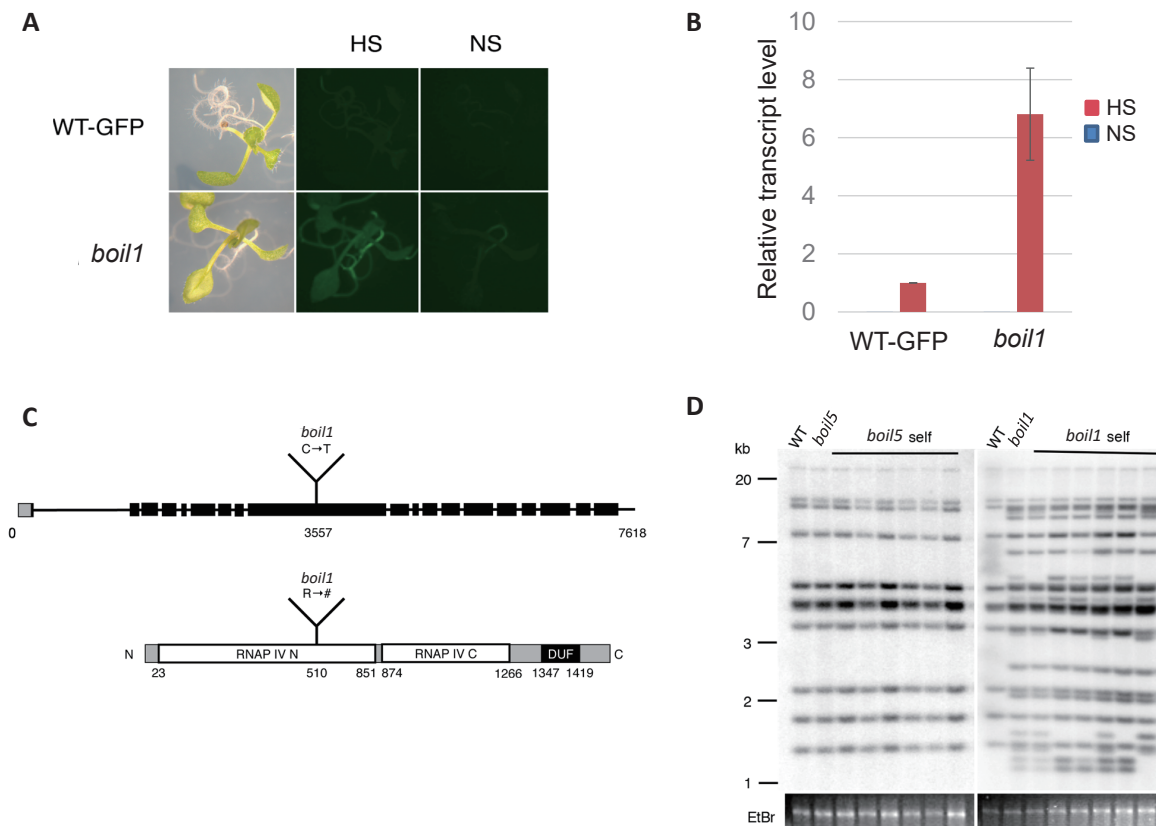 A
HS NS
WT-GFP
boil1
B
Relative transcript level
10
8
6
4
2
0
WT-GFP boil1
HS
NS
C
boil1
C→T
0 3557 7618
boil1
R→#
N RNAP IV N RNAP IV C DUF C
23 510 851 874 1266 1347 1419
D
WT boil5 boil5 self WT boil1 boil1 self
kb
20
7
3
2
1
EtBr